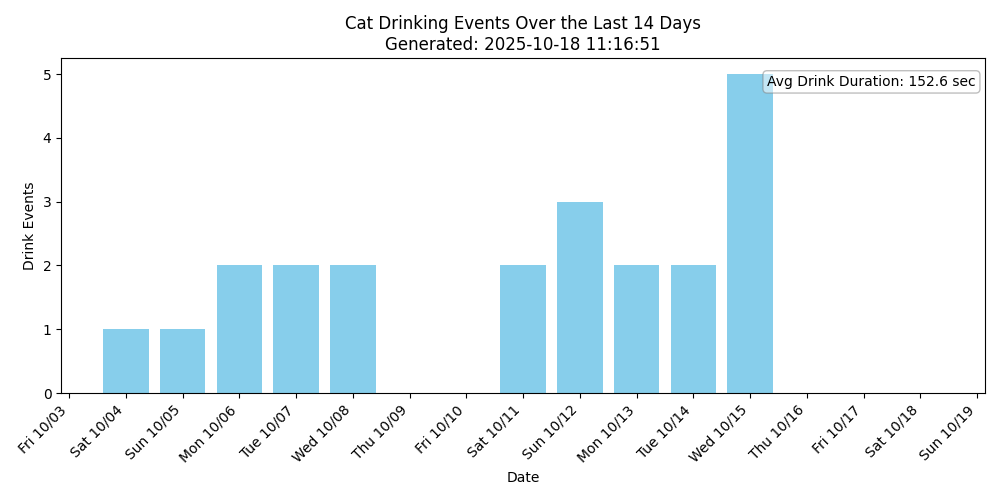 Cat Drinking Events Over the Last 14 Days
Generated: 2025-10-18 11:16:51
Avg Drink Duration: 152.6 sec
Drink Events
5
4
3
2
1
0
Fri 10/03
Sat 10/04
Sun 10/05
Mon 10/06
Tue 10/07
Wed 10/08
Thu 10/09
Fri 10/10
Sat 10/11
Sun 10/12
Mon 10/13
Tue 10/14
Wed 10/15
Thu 10/16
Fri 10/17
Sat 10/18
Sun 10/19
Date